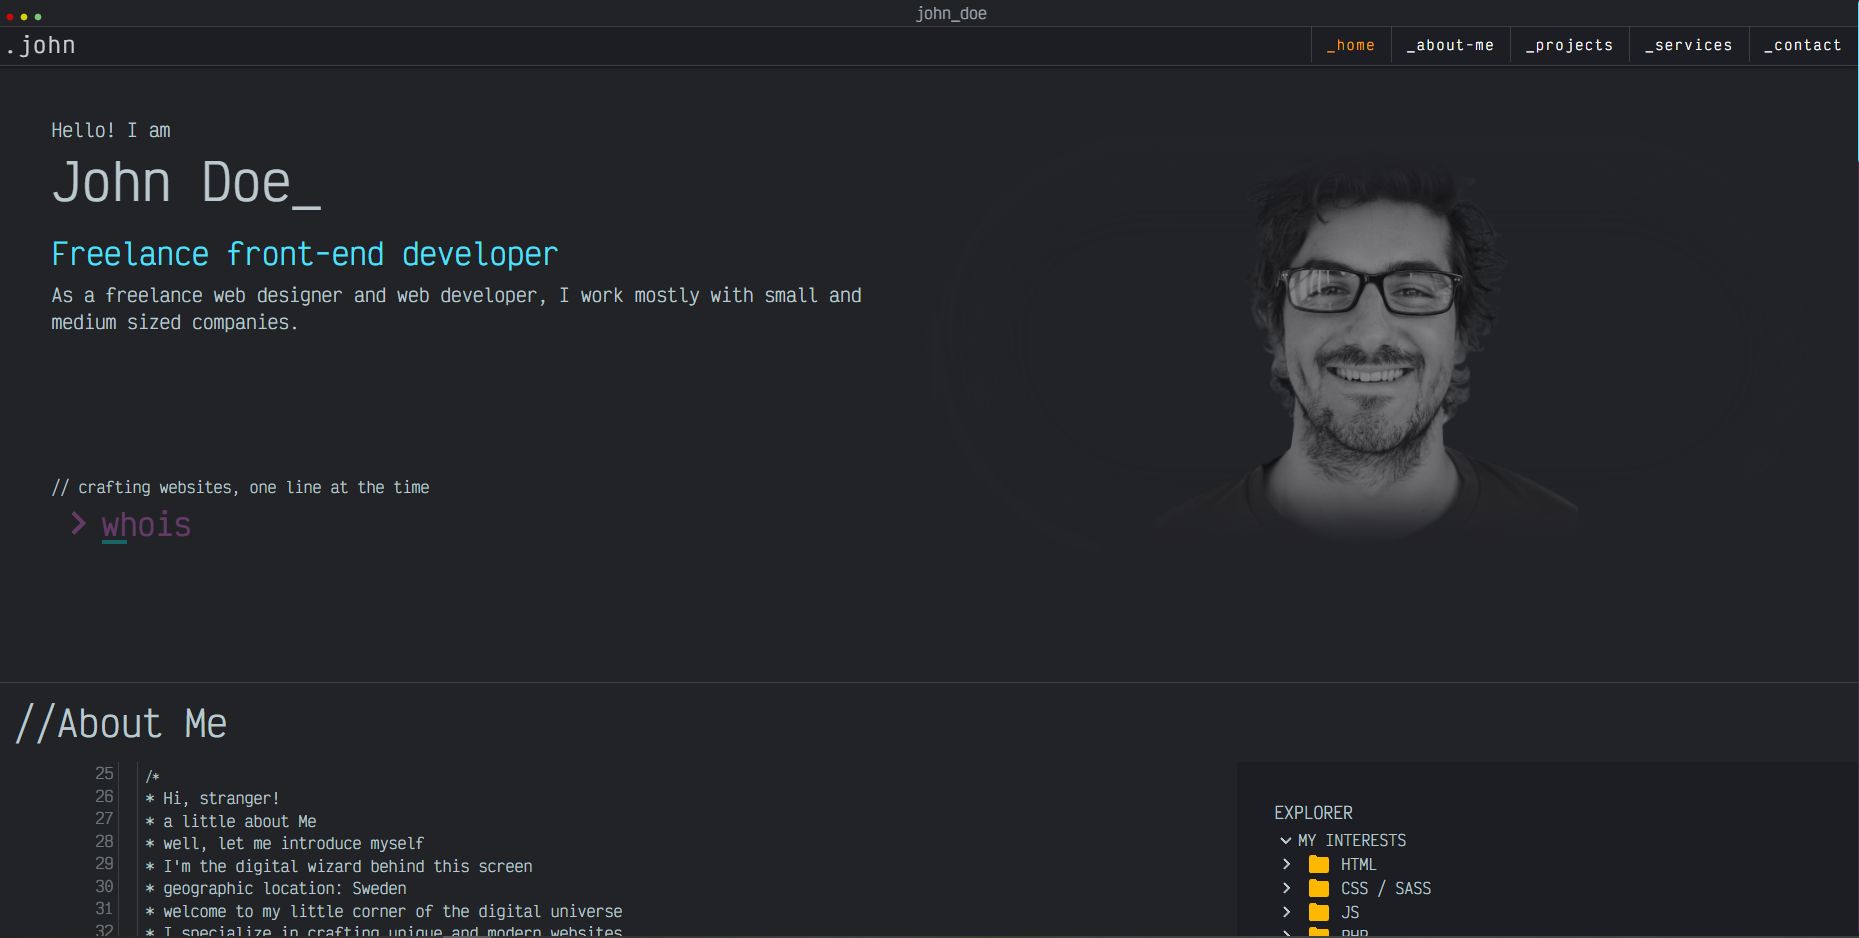 john_doe
.john
_home
_about-me
_projects
_services
_contact
Hello! I am
John Doe_
Freelance front-end developer
As a freelance web designer and web developer, I work mostly with small and
medium sized companies.
// crafting websites, one line at the time
> whois
//About Me
25 /*
26 * Hi, stranger!
27 * a little about Me
28 * well, let me introduce myself
29 * I'm the digital wizard behind this screen
30 * geographic location: Sweden
31 * welcome to my little corner of the digital universe
32 * I specialize in crafting unique and modern websites
EXPLORER
MY INTERESTS
HTML
CSS / SASS
JS
PHP